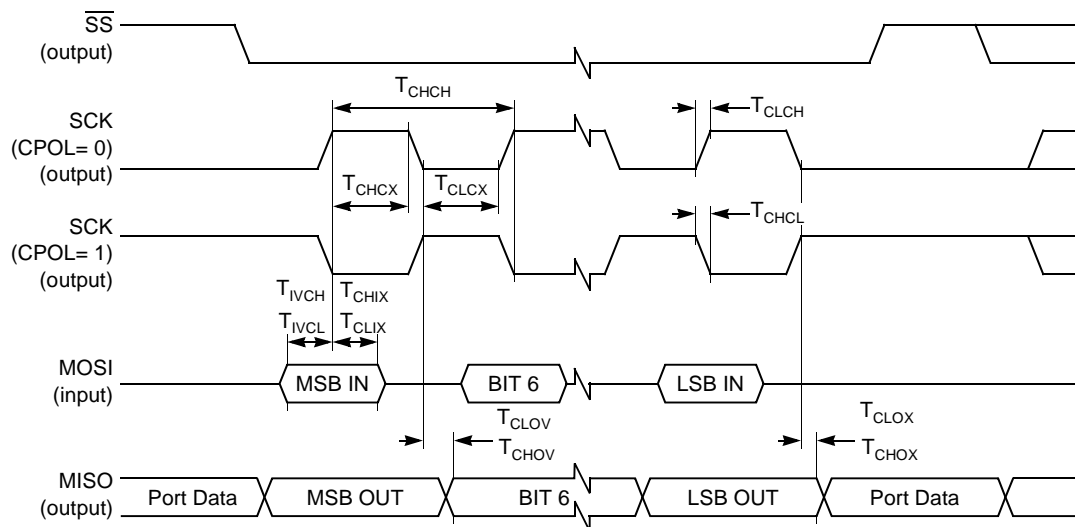 SS
(output)
T_CHCH
T_CLCH
SCK
(CPOL= 0)
(output)
T_CHCX
T_CLCX
T_CHCL
SCK
(CPOL= 1)
(output)
T_IVCH
T_CHIX
T_IVCL
T_CLIX
MOSI
(input)
MSB IN
BIT 6
LSB IN
T_CLOV
T_CHOV
T_CLOX
T_CHOX
MISO
(output)
Port Data
MSB OUT
BIT 6
LSB OUT
Port Data